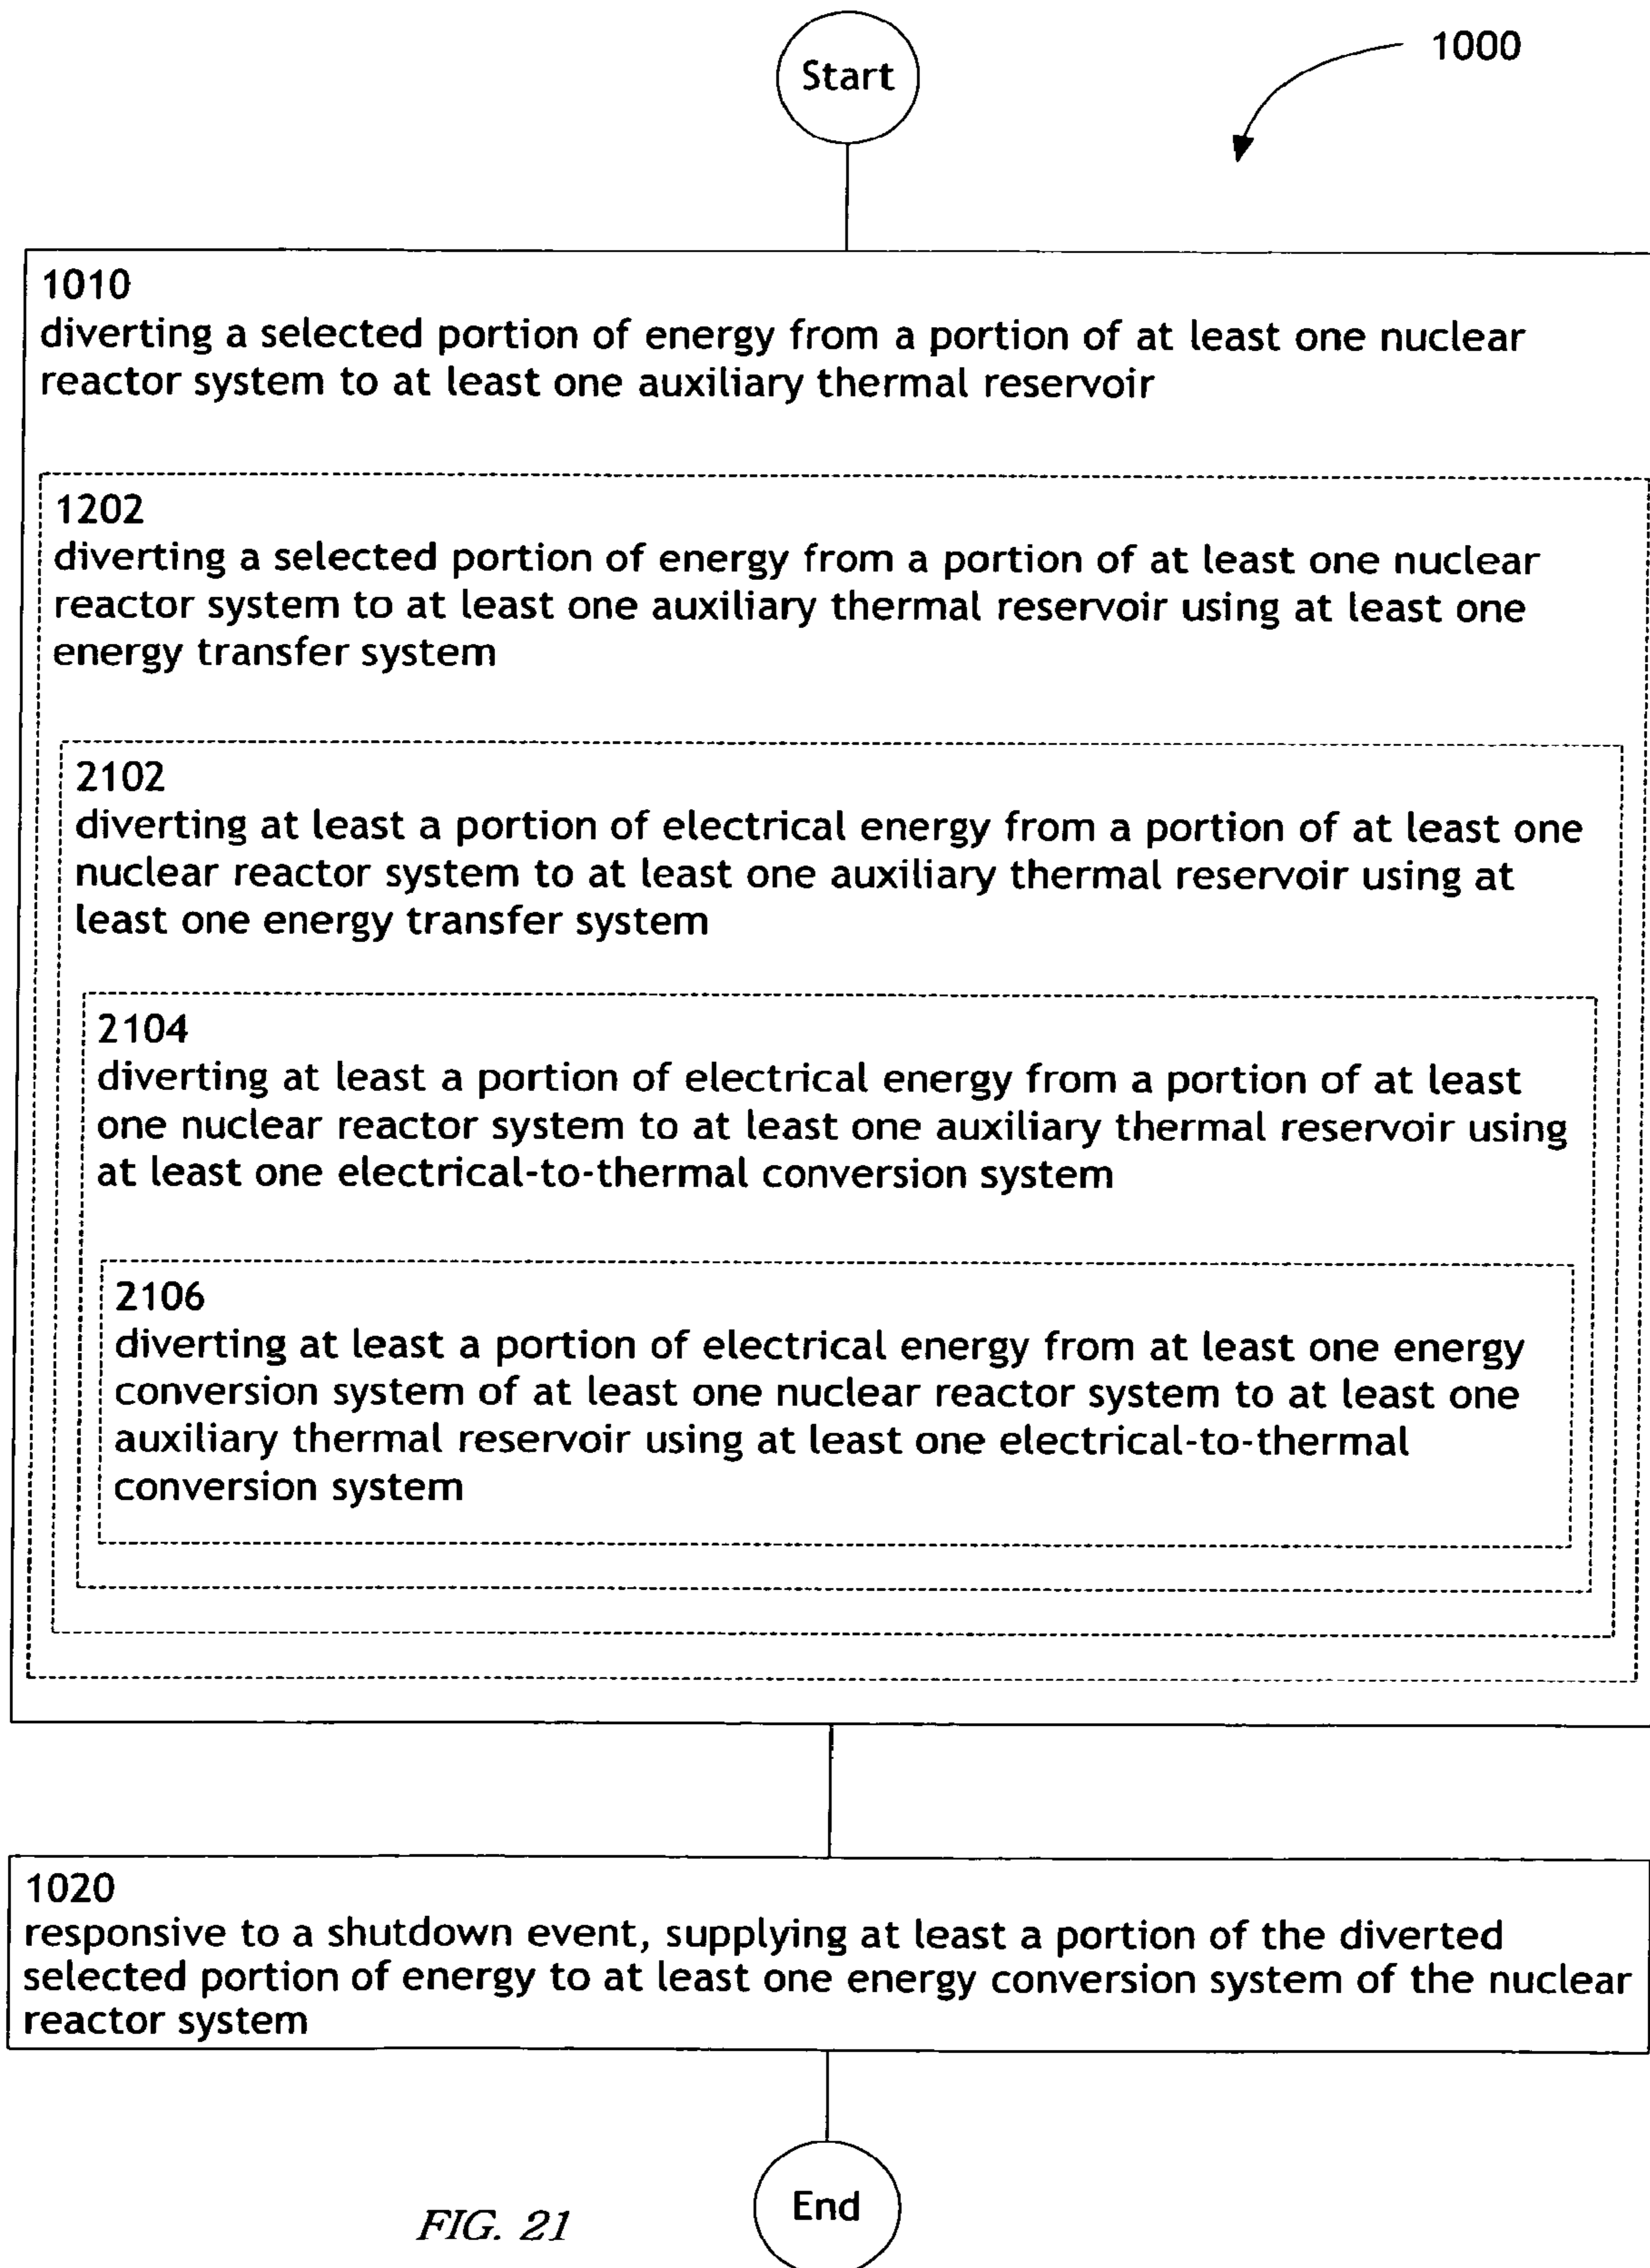 Start
1000
1010
diverting a selected portion of energy from a portion of at least one nuclear
reactor system to at least one auxiliary thermal reservoir
1202
diverting a selected portion of energy from a portion of at least one nuclear
reactor system to at least one auxiliary thermal reservoir using at least one
energy transfer system
2102
diverting at least a portion of electrical energy from a portion of at least one
nuclear reactor system to at least one auxiliary thermal reservoir using at
least one energy transfer system
2104
diverting at least a portion of electrical energy from a portion of at least
one nuclear reactor system to at least one auxiliary thermal reservoir using
at least one electrical-to-thermal conversion system
2106
diverting at least a portion of electrical energy from at least one energy
conversion system of at least one nuclear reactor system to at least one
auxiliary thermal reservoir using at least one electrical-to-thermal
conversion system
1020
responsive to a shutdown event, supplying at least a portion of the diverted
selected portion of energy to at least one energy conversion system of the nuclear
reactor system
End
FIG. 21